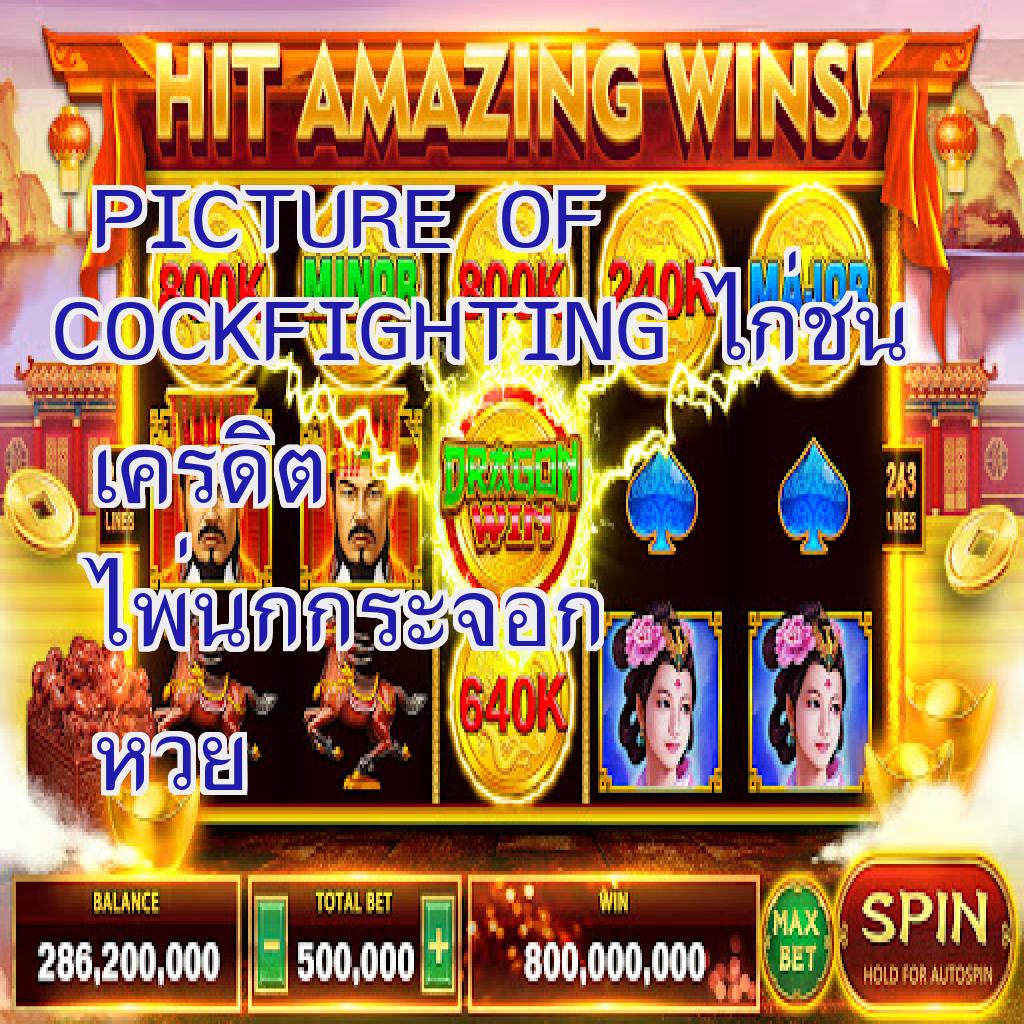 HIT AMAZING WINS!
PICTURE OF
800K MINOR 800K 240K MAJOR
COCKFIGHTING ไก่ชน
เครดิต
DRAGON
WIN
243
LINES LINES
ไพ่นกกระจอก
640K
หวย
BALANCE TOTAL BET WIN
286,200,000 - 500,000 + 800,000,000
MAX
BET
SPIN
HOLD FOR AUTOSPIN